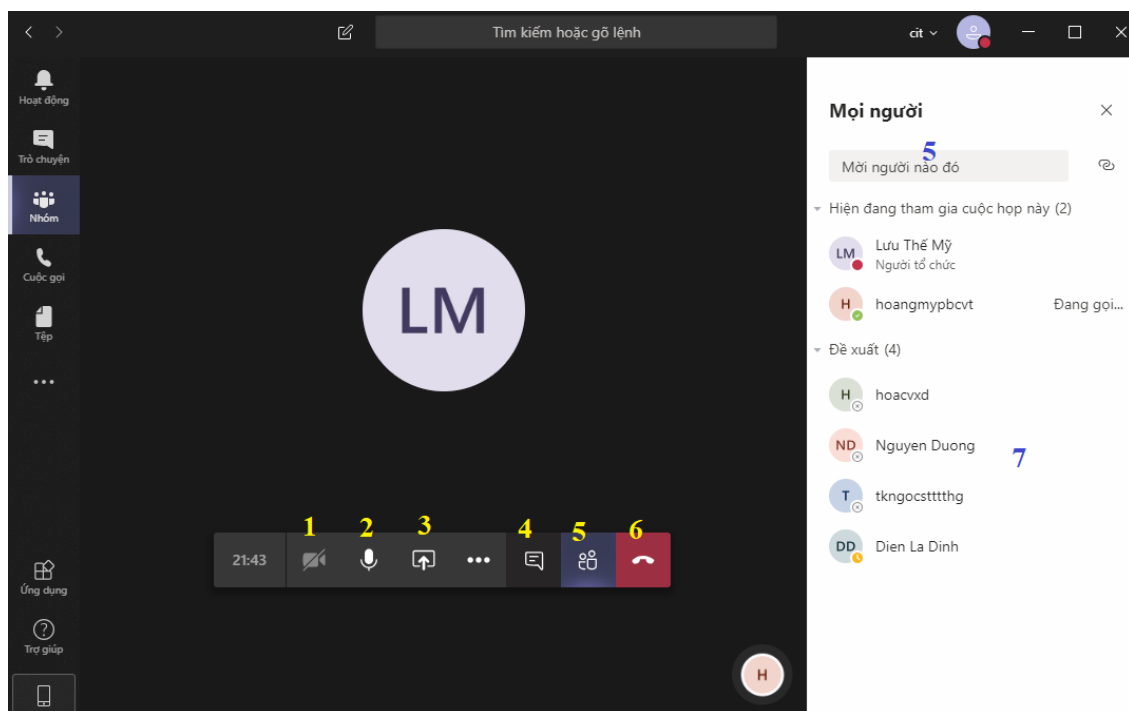 Tìm kiếm hoặc gõ lệnh
cit
Hoạt động
Trò chuyện
Nhóm
Cuộc gọi
Tệp
Ứng dụng
Trợ giúp
LM
1 2 3 4 5 6
21:43
H
Mọi người
5
Mời người nào đó
Hiện đang tham gia cuộc họp này (2)
LM Lưu Thế Mỹ
Người tổ chức
H hoangmypbcvt Đang gọi...
Đề xuất (4)
H hoacvxd
ND Nguyen Duong
7
T tkngocstttthg
DD Dien La Dinh